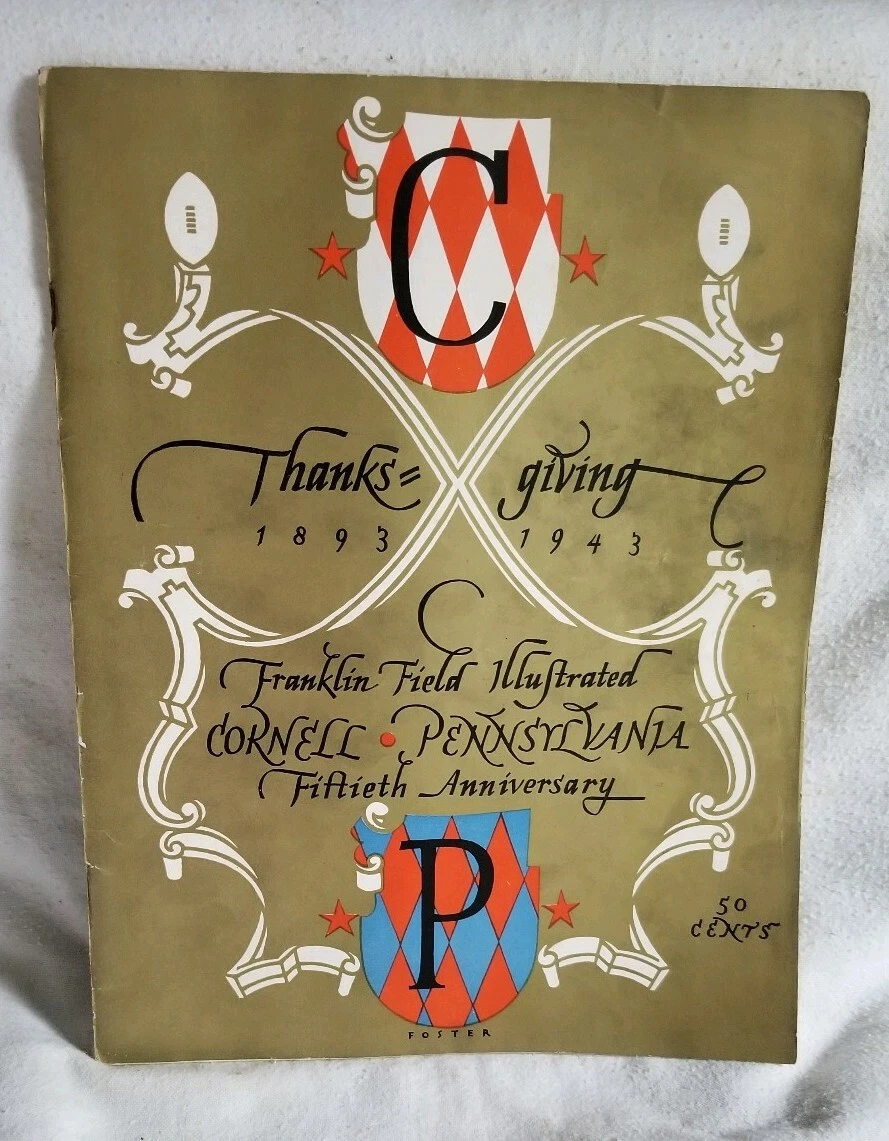 C
Thanks= giving
1893 1943
Franklin Field Illuſtrated
CORNELL • PENNSYLVANIA
Fiftieth Anniversary
P
50
CENTS
FOSTER